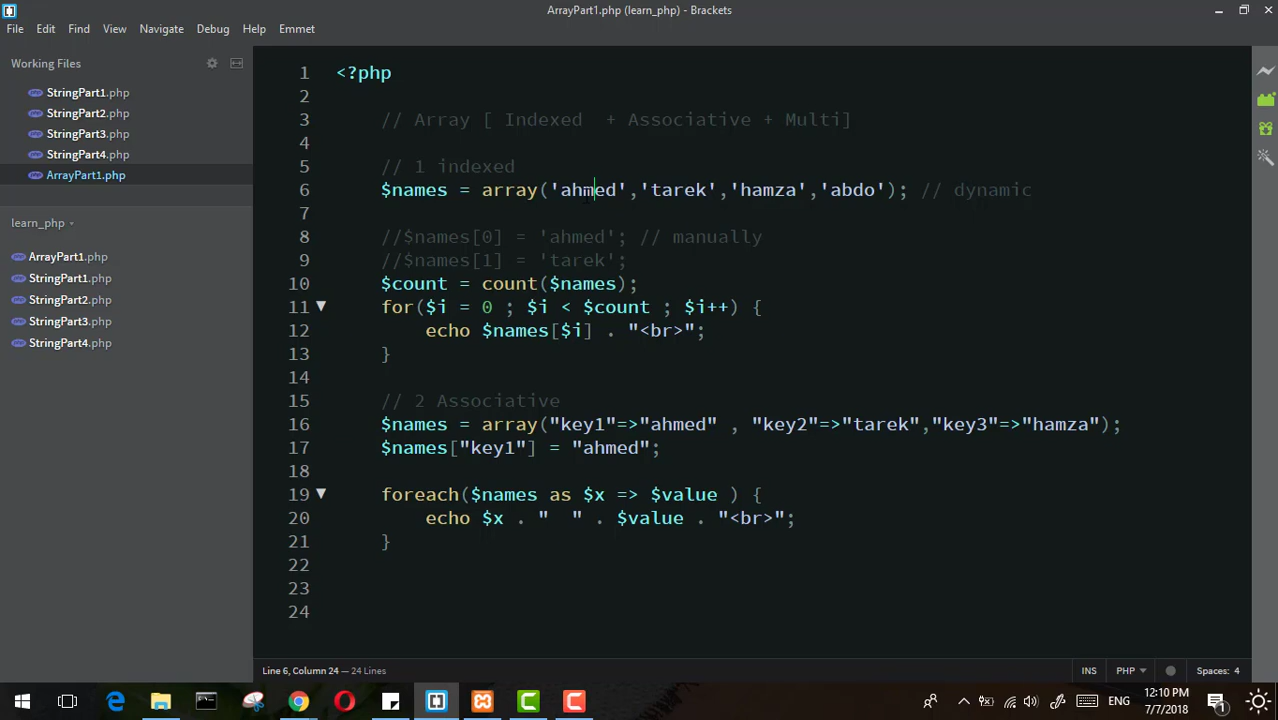 ArrayPart1.php (learn_php) - Brackets
File Edit Find View Navigate Debug Help Emmet
Working Files
StringPart1.php
StringPart2.php
StringPart3.php
StringPart4.php
ArrayPart1.php
learn_php
ArrayPart1.php
StringPart1.php
StringPart2.php
StringPart3.php
StringPart4.php
1 <?php
2
3 // Array [ Indexed  + Associative + Multi]
4
5 // 1 indexed
6 $names = array('ahmed','tarek','hamza','abdo'); // dynamic
7
8 //$names[0] = 'ahmed'; // manually
9 //$names[1] = 'tarek';
10 $count = count($names);
11 for($i = 0 ; $i < $count ; $i++) {
12 echo $names[$i] . "<br>";
13 }
14
15 // 2 Associative
16 $names = array("key1"=>"ahmed" , "key2"=>"tarek","key3"=>"hamza");
17 $names["key1"] = "ahmed";
18
19 foreach($names as $x => $value ) {
20 echo $x . "  " . $value . "<br>";
21 }
22
23
24
Line 6, Column 24 — 24 Lines
INS PHP Spaces: 4
ENG
12:10 PM
7/7/2018
1